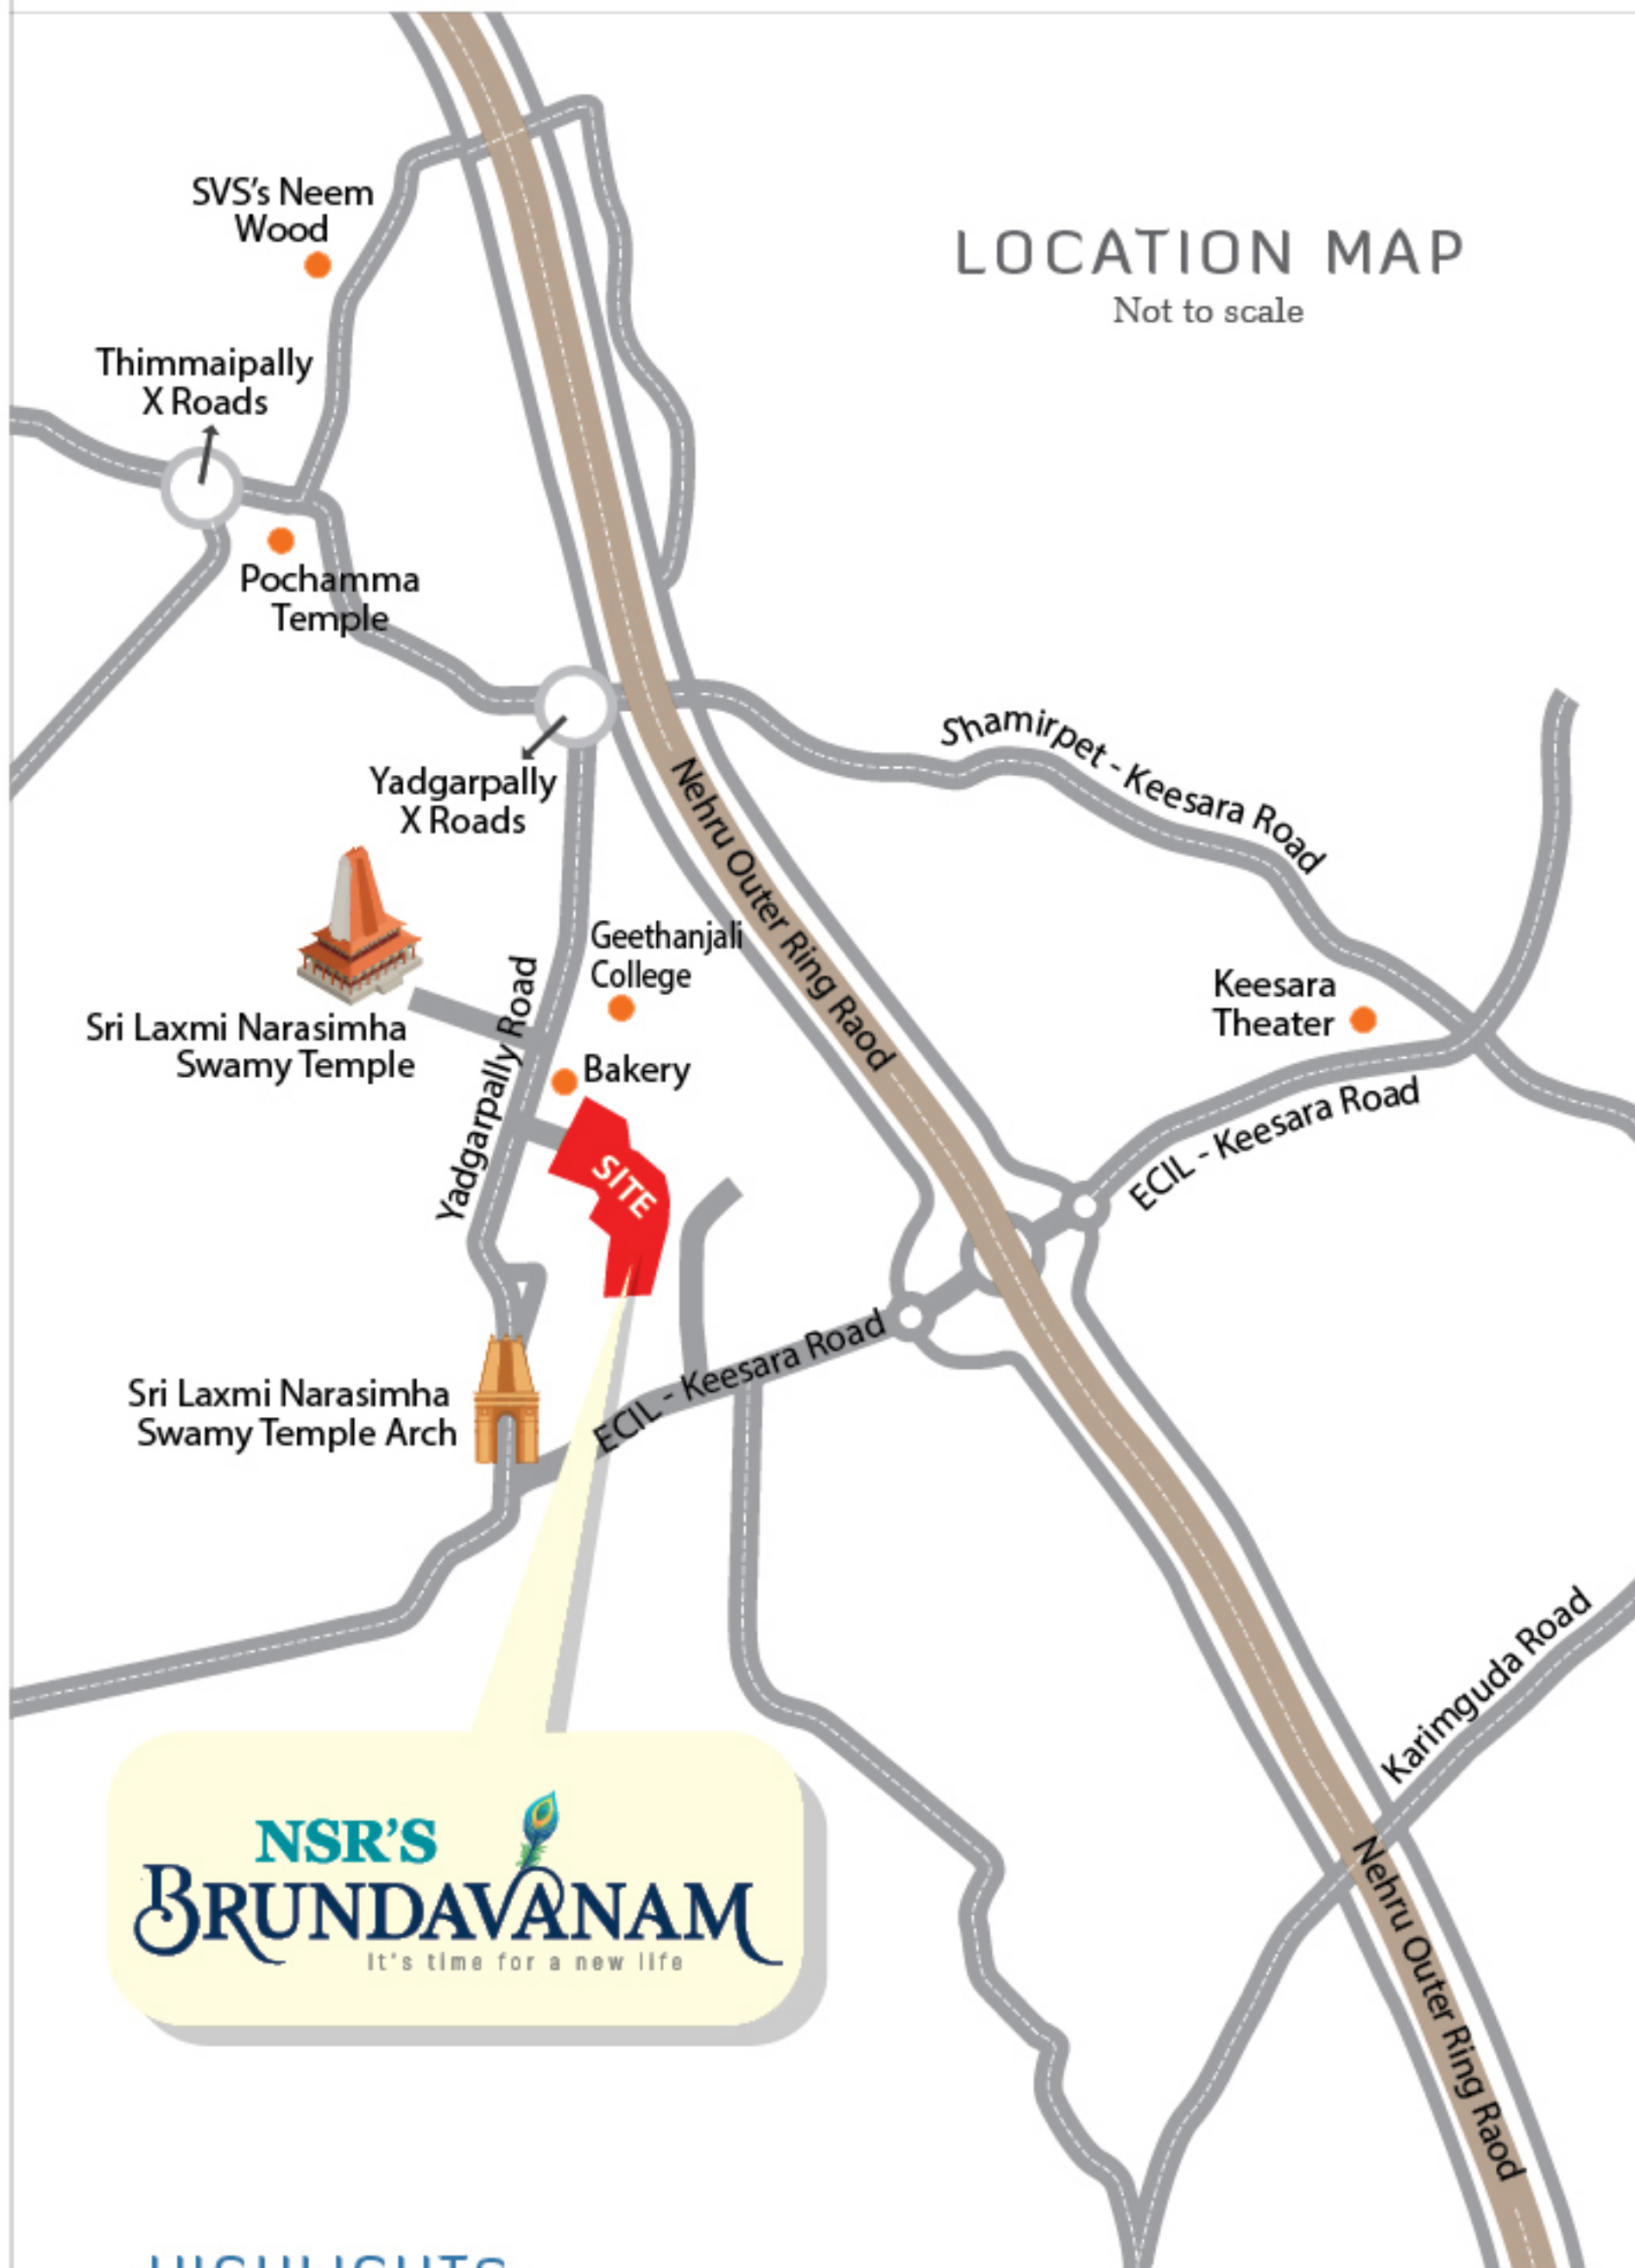 SVS's Neem
Wood
LOCATION MAP
Not to scale
Thimmaipally
X Roads
Pochamma
Temple
Shamirpet - Keesara Road
Yadgarpally
X Roads
Nehru Outer Ring Raod
Geethanjali
College
Yadgarpally Road
Keesara
Theater
Sri Laxmi Narasimha
Swamy Temple
Bakery
ECIL - Keesara Road
SITE
ECIL - Keesara Road
Sri Laxmi Narasimha
Swamy Temple Arch
Karimguda Road
NSR'S
BRUNDAVANAM
It's time for a new life
Nehru Outer Ring Raod
HIGHLIGHTS